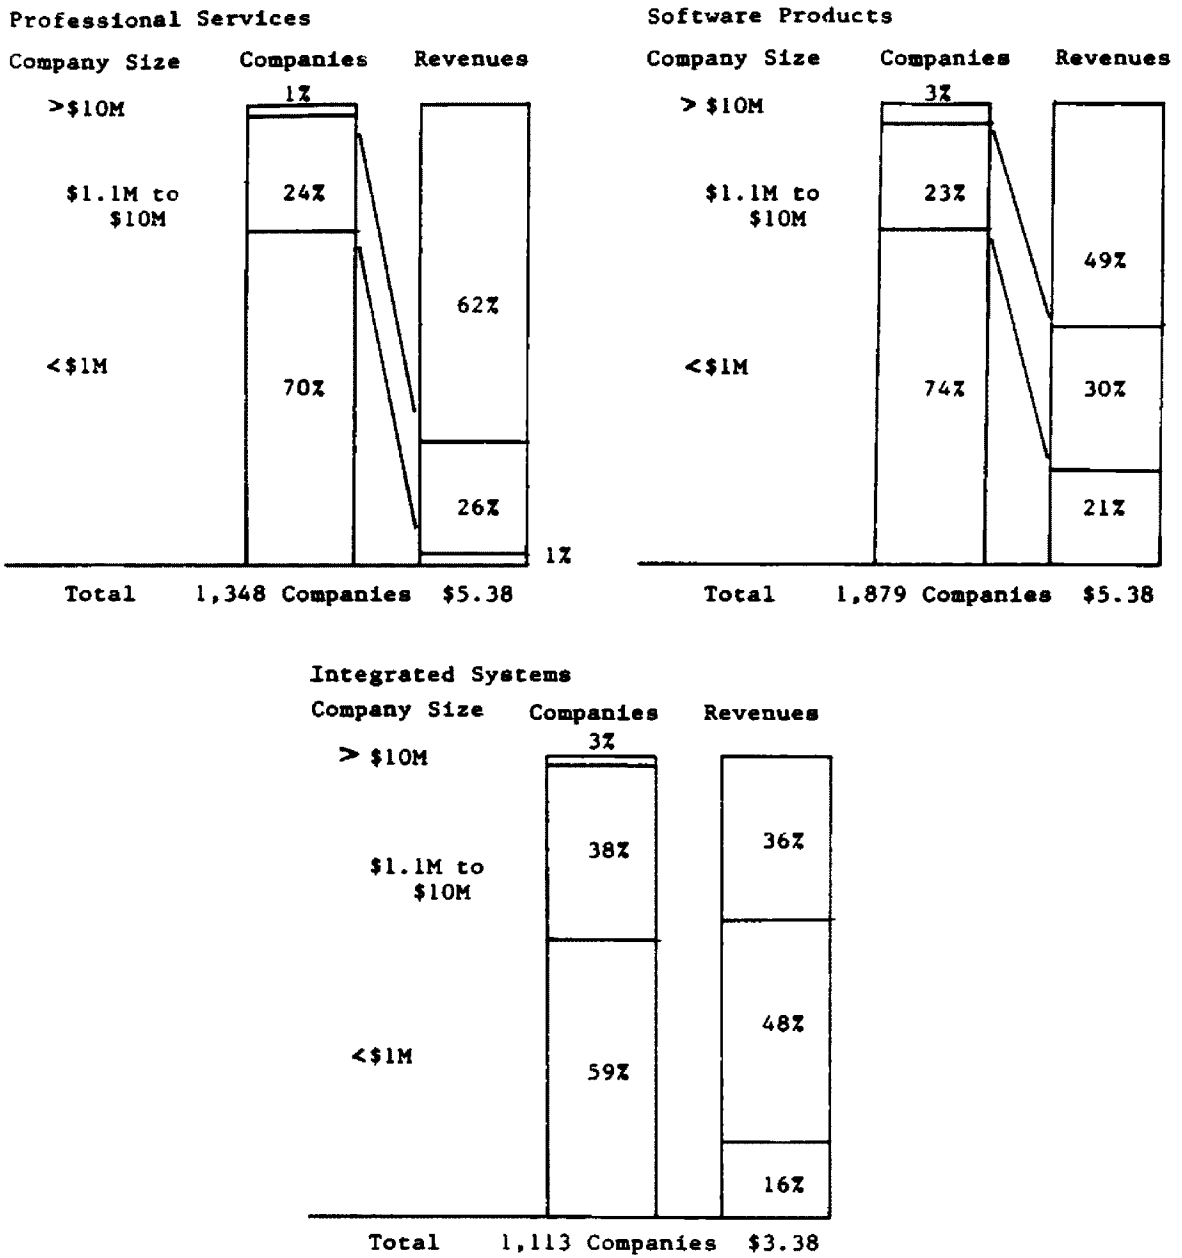 Professional Services
Company Size Companies Revenues
>$10M 1%
$1.1M to
$10M
24%
62%
<$1M
70%
26%
1%
Total 1,348 Companies $5.38
Software Products
Company Size Companies Revenues
> $10M 3%
$1.1M to
$10M
23%
49%
<$1M
74% 30%
21%
Total 1,879 Companies $5.38
Integrated Systems
Company Size Companies Revenues
3%
> $10M
38% 36%
$1.1M to
$10M
48%
<$1M
59%
16%
Total 1,113 Companies $3.38